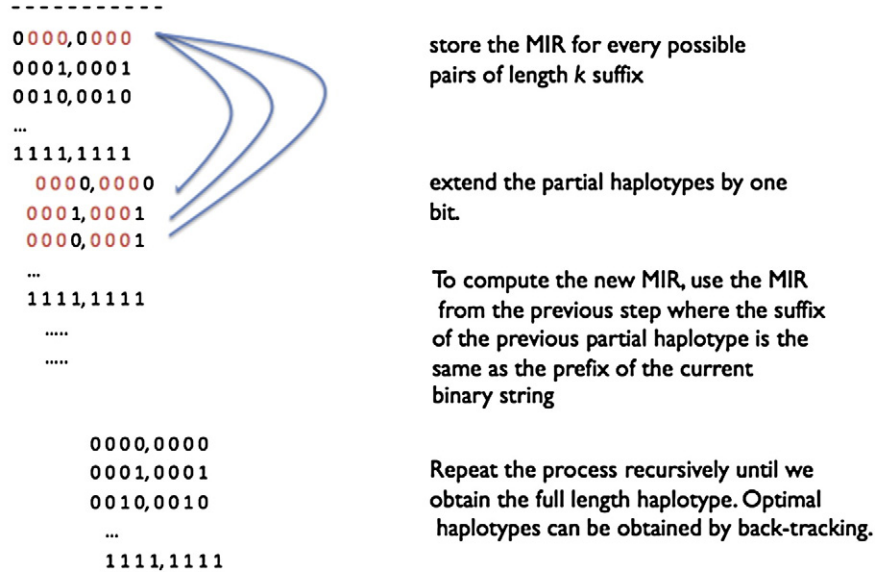 - - - - - - - - - - -
0000,0000
0001,0001
0010,0010
...
1111,1111
0000,0000
0001,0001
0000,0001
...
1111,1111
.....
.....
0000,0000
0001,0001
0010,0010
...
1111,1111
store the MIR for every possible
pairs of length k suffix
extend the partial haplotypes by one
bit.
To compute the new MIR, use the MIR
from the previous step where the suffix
of the previous partial haplotype is the
same as the prefix of the current
binary string
Repeat the process recursively until we
obtain the full length haplotype. Optimal
haplotypes can be obtained by back-tracking.